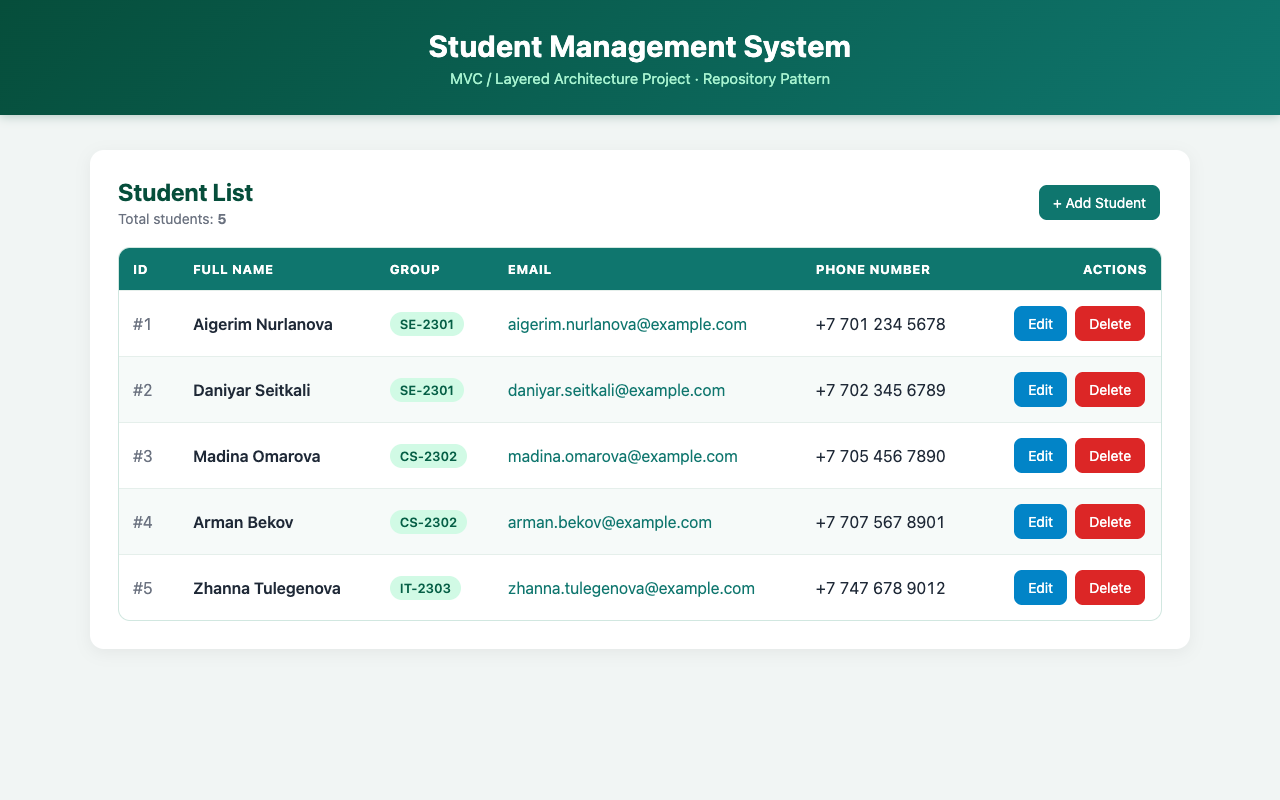 Student Management System
MVC / Layered Architecture Project · Repository Pattern
Student List
Total students: 5
+ Add Student
ID FULL NAME GROUP EMAIL PHONE NUMBER ACTIONS
#1 Aigerim Nurlanova SE-2301 aigerim.nurlanova@example.com +7 701 234 5678 Edit Delete
#2 Daniyar Seitkali SE-2301 daniyar.seitkali@example.com +7 702 345 6789 Edit Delete
#3 Madina Omarova CS-2302 madina.omarova@example.com +7 705 456 7890 Edit Delete
#4 Arman Bekov CS-2302 arman.bekov@example.com +7 707 567 8901 Edit Delete
#5 Zhanna Tulegenova IT-2303 zhanna.tulegenova@example.com +7 747 678 9012 Edit Delete